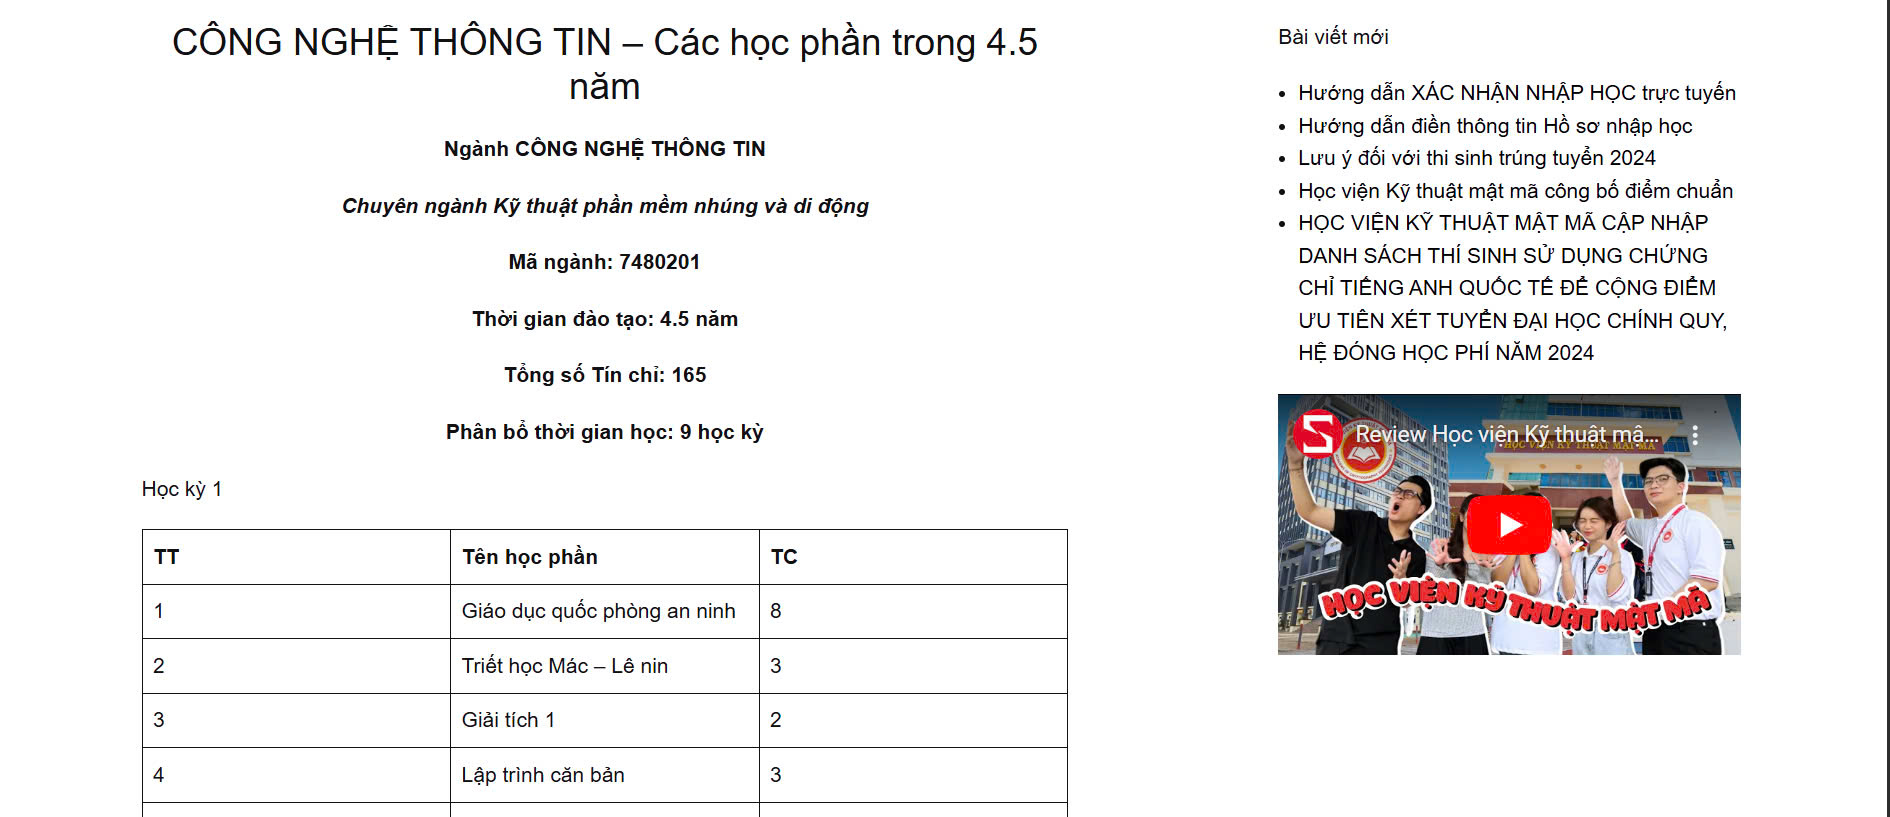 CÔNG NGHỆ THÔNG TIN – Các học phần trong 4.5
năm
Ngành CÔNG NGHỆ THÔNG TIN
Chuyên ngành Kỹ thuật phần mềm nhúng và di động
Mã ngành: 7480201
Thời gian đào tạo: 4.5 năm
Tổng số Tín chỉ: 165
Phân bổ thời gian học: 9 học kỳ
Học kỳ 1
TT Tên học phần TC
1 Giáo dục quốc phòng an ninh 8
2 Triết học Mác – Lê nin 3
3 Giải tích 1 2
4 Lập trình căn bản 3
Bài viết mới
Hướng dẫn XÁC NHẬN NHẬP HỌC trực tuyến
Hướng dẫn điền thông tin Hồ sơ nhập học
Lưu ý đối với thi sinh trúng tuyển 2024
Học viện Kỹ thuật mật mã công bố điểm chuẩn
HỌC VIỆN KỸ THUẬT MẬT MÃ CẬP NHẬP
DANH SÁCH THÍ SINH SỬ DỤNG CHỨNG
CHỈ TIẾNG ANH QUỐC TẾ ĐỂ CỘNG ĐIỂM
ƯU TIÊN XÉT TUYỂN ĐẠI HỌC CHÍNH QUY,
HỆ ĐÓNG HỌC PHÍ NĂM 2024
Review Học viện Kỹ thuật mậ...
HỌC VIỆN KỸ THUẬT MẬT MÃ
HỌC VIỆN KỸ THUẬT MẬT MÃ